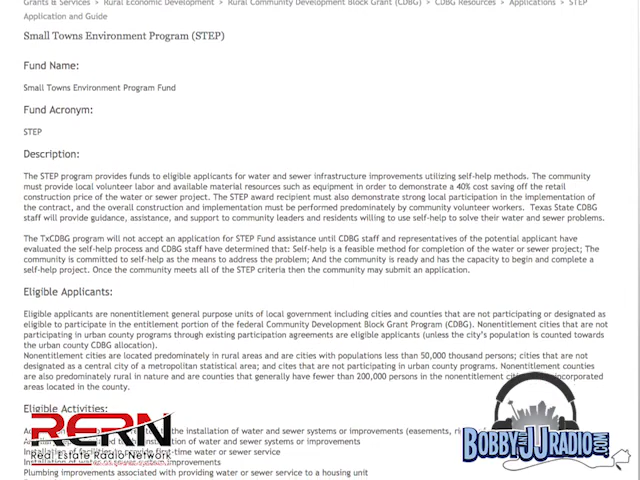 Grants & Services > Rural Economic Development > Rural Community Development Block Grant (CDBG) > CDBG Resources > Applications > STEP
Application and Guide
Small Towns Environment Program (STEP)
Fund Name:
Small Towns Environment Program Fund
Fund Acronym:
STEP
Description:
The STEP program provides funds to eligible applicants for water and sewer infrastructure improvements utilizing self-help methods. The community
must provide local volunteer labor and available material resources such as equipment in order to demonstrate a 40% cost saving off the retail
construction price of the water or sewer project. The STEP award recipient must also demonstrate strong local participation in the implementation of
the contract, and the overall construction and implementation must be performed predominately by community volunteer workers. Texas State CDBG
staff will provide guidance, assistance, and support to community leaders and residents willing to use self-help to solve their water and sewer problems.
The TxCDBG program will not accept an application for STEP Fund assistance until CDBG staff and representatives of the potential applicant have
evaluated the self-help process and CDBG staff have determined that: Self-help is a feasible method for completion of the water or sewer project; The
community is committed to self-help as the means to address the problem; And the community is ready and has the capacity to begin and complete a
self-help project. Once the community meets all of the STEP criteria then the community may submit an application.
Eligible Applicants:
Eligible applicants are nonentitlement general purpose units of local government including cities and counties that are not participating or designated as
eligible to participate in the entitlement portion of the federal Community Development Block Grant Program (CDBG). Nonentitlement cities that are not
participating in urban county programs through existing participation agreements are eligible applicants (unless the city's population is counted towards
the urban county CDBG allocation).
Nonentitlement cities are located predominately in rural areas and are cities with populations less than 50,000 thousand persons; cities that are not
designated as a central city of a metropolitan statistical area; and cites that are not participating in urban county programs. Nonentitlement counties
are also predominately rural in nature and are counties that generally have fewer than 200,000 persons in the nonentitlement incorporated
areas located in the county.
Eligible Activities:
the installation of water and sewer systems or improvements (easements,
installation of water and sewer systems or improvements
Installation of facilities to provide first-time water or sewer service
Installation of water or sewer system improvements
Plumbing improvements associated with providing water or sewer service to a housing unit
RERN
Real Estate Radio Network
BOBBYANDJJRADIO.COM